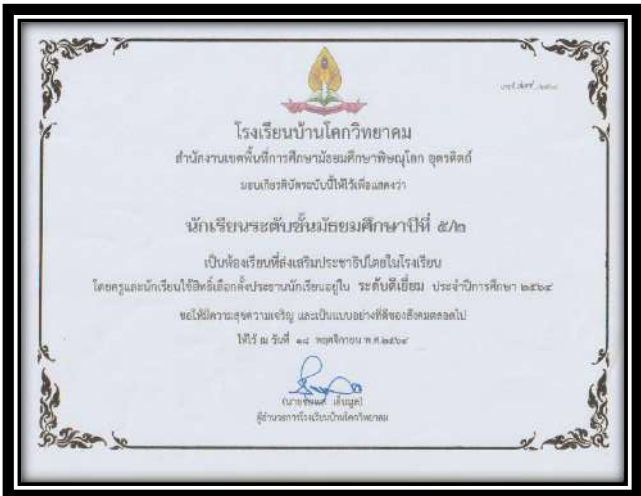 โรงเรียนบ้านโคกวิทยาคม
สำนักงานเขตพื้นที่การศึกษามัธยมศึกษาพิษณุโลก อุตรดิตถ์
มอบเกียรติบัตรฉบับนี้ให้ไว้เพื่อแสดงว่า
นักเรียนระดับชั้นมัธยมศึกษาปีที่ ๕/๒
เป็นห้องเรียนที่ส่งเสริมประชาธิปไตยในโรงเรียน
โดยครูและนักเรียนใช้สิทธิ์เลือกตั้งประธานนักเรียนอยู่ใน ระดับดีเยี่ยม ประจำปีการศึกษา ๒๕๖๔
ขอให้มีความสุขความเจริญ และเป็นแบบอย่างที่ดีของสังคมตลอดไป
ให้ไว้ ณ วันที่ ๑๘ พฤศจิกายน พ.ศ.๒๕๖๔
ผู้อำนวยการโรงเรียนบ้านโคกวิทยาคม